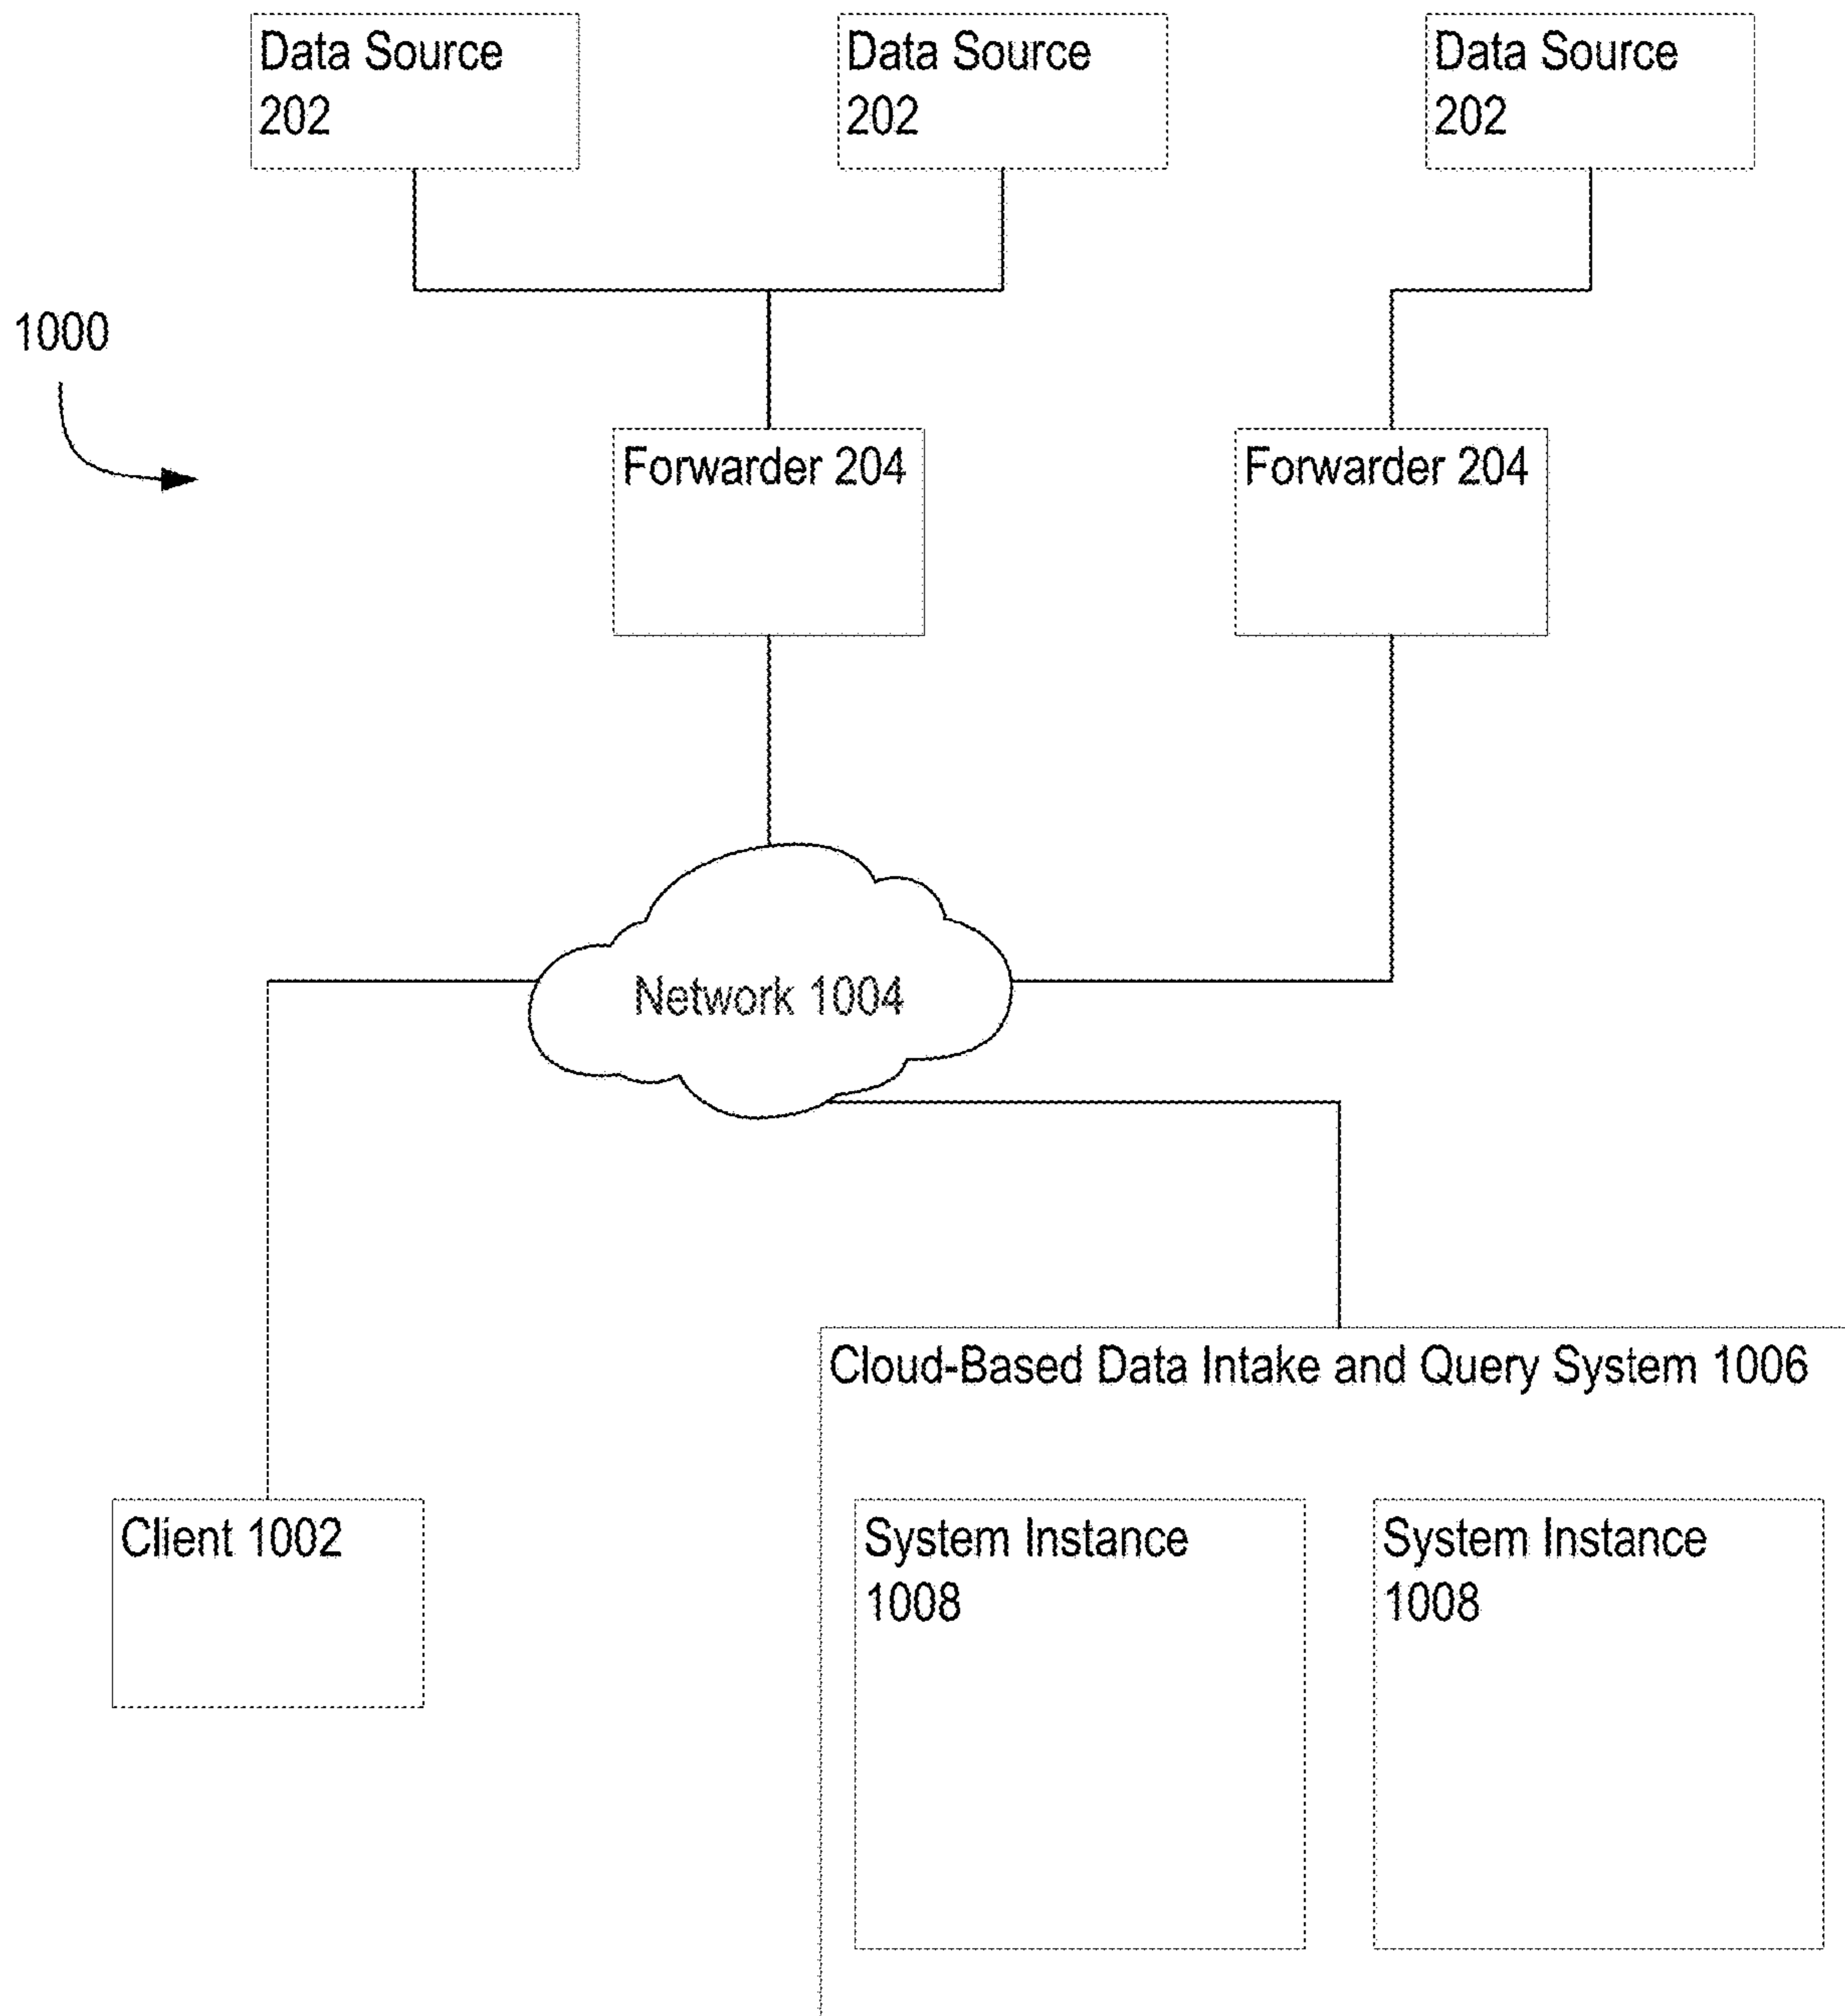 Data Source
202
Data Source
202
Data Source
202
1000
Forwarder 204
Forwarder 204
Network 1004
Cloud-Based Data Intake and Query System 1006
Client 1002
System Instance
1008
System Instance
1008